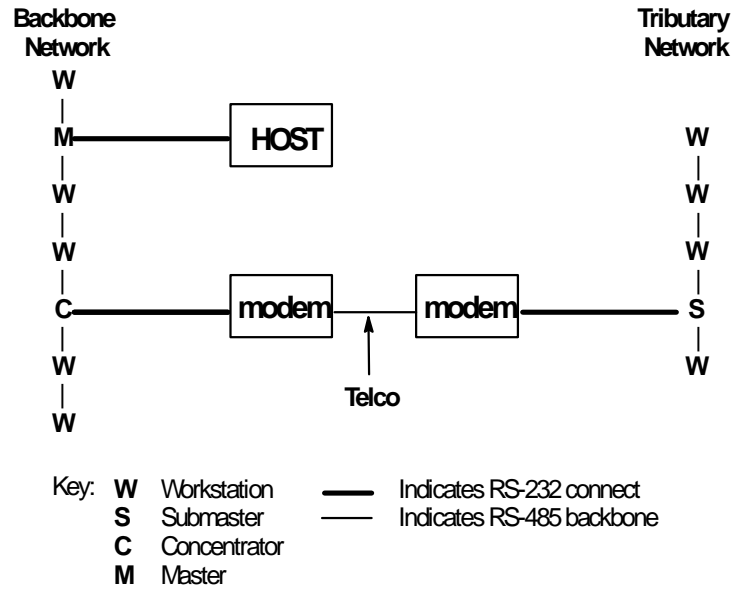 Backbone Network
Tributary Network
W
M
HOST
W
W
W
W
C
modem
modem
W
S
W
W
Telco
W
Key: W Workstation
Indicates RS-232 connect
S Submaster
Indicates RS-485 backbone
C Concentrator
M Master